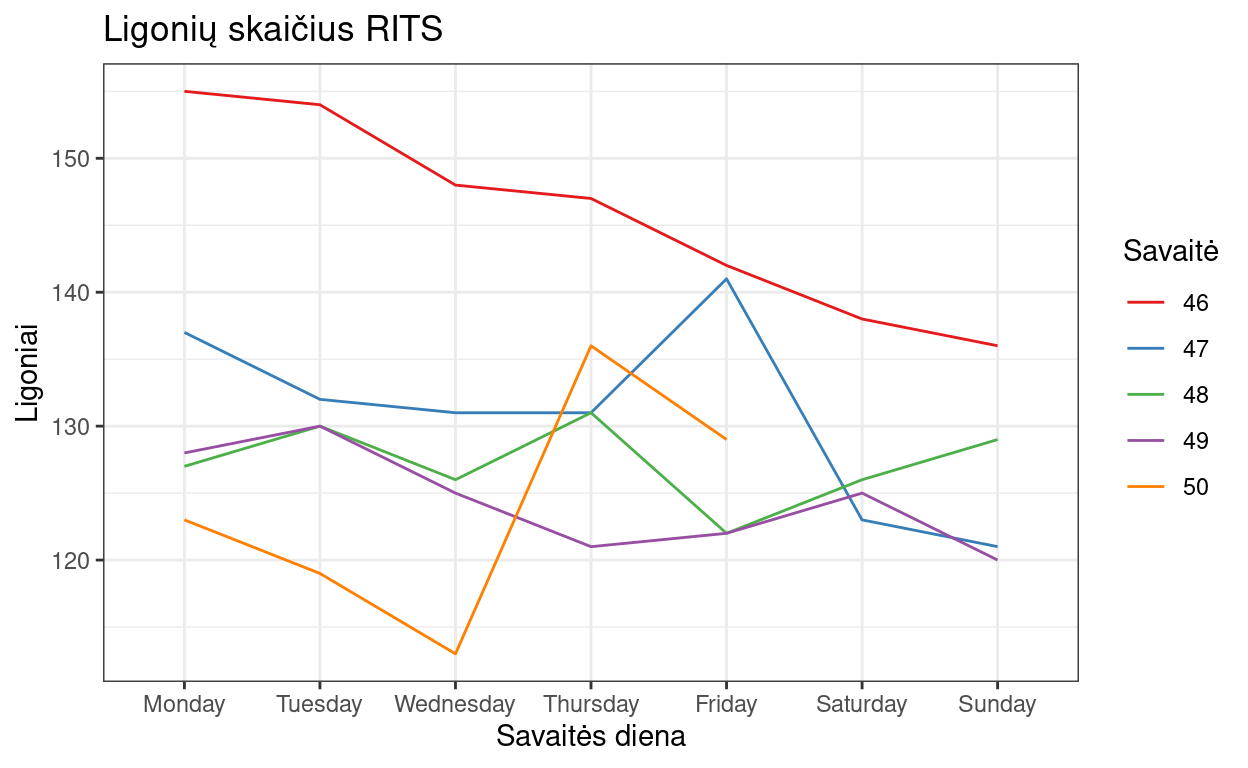 Ligonių skaičius RITS
150
140
130
120
Ligoniai
Monday Tuesday Wednesday Thursday Friday Saturday Sunday
Savaitės diena
Savaitė
46
47
48
49
50